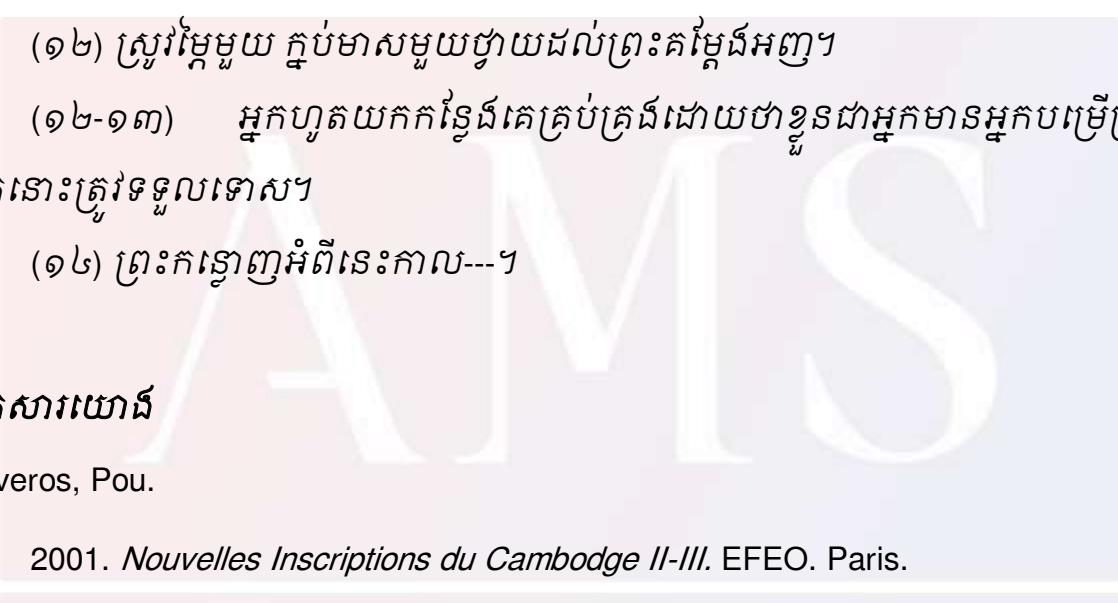 (១២) ស្រូវម្ភៃមួយ ក្នប់មាសមួយថ្វាយដល់ព្រះគម្តែងអញ។
(១២-១៣) អ្នកហូតយកកន្លែងគេគ្រប់គ្រងដោយថាខ្លួនជាអ្នកមានអ្នកបម្រើ
នោះត្រូវទទួលទោស។
(១៤) ព្រះកន្លោញអំពីនេះកាល---។
សារយោង
veros, Pou.
2001. Nouvelles Inscriptions du Cambodge II-III. EFEO. Paris.
AMS